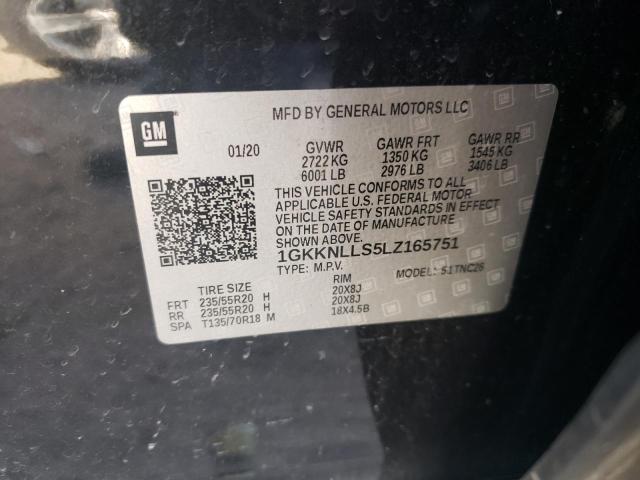 GM
MFD BY GENERAL MOTORS LLC
01/20 GVWR GAWR FRT GAWR RR
2722 KG 1350 KG 1545 KG
6001 LB 2976 LB 3406 LB
THIS VEHICLE CONFORMS TO ALL
APPLICABLE U.S. FEDERAL MOTOR
VEHICLE SAFETY STANDARDS IN EFFECT
ON THE DATE OF MANUFACTURE
SHOWN ABOVE.
1GKKNLLS5LZ165751
TYPE: M.P.V. MODEL: 51TNC26
TIRE SIZE RIM
FRT 235/55R20 H 20X8J
RR 235/55R20 H 20X8J
SPA T135/70R18 M 18X4.5B